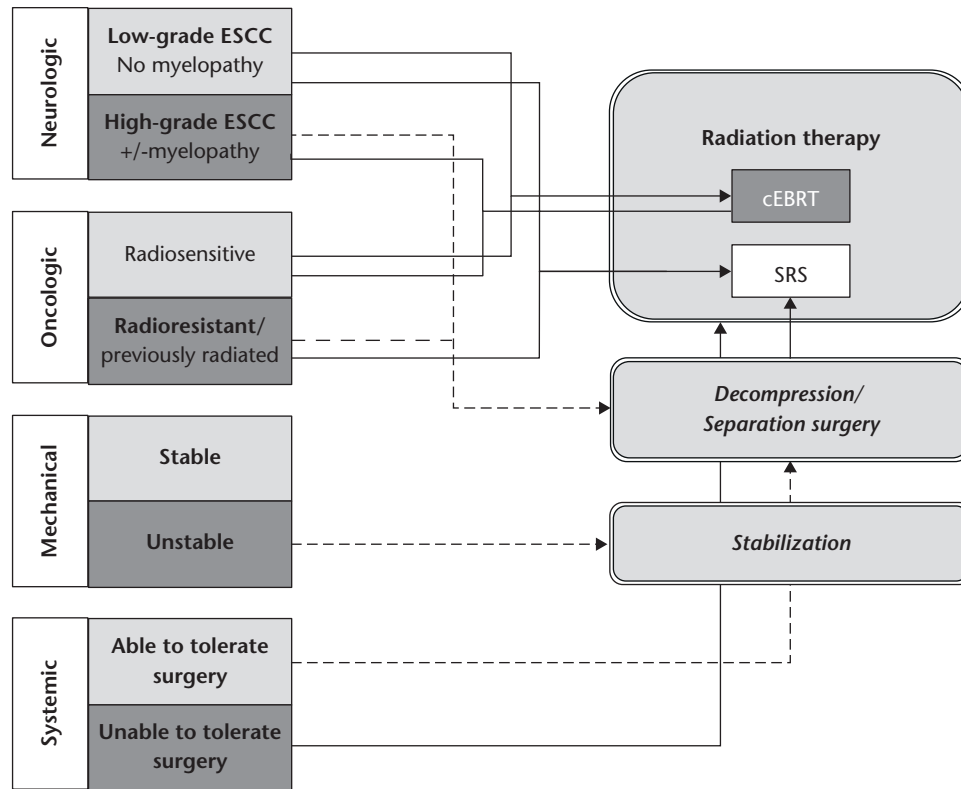 Neurologic
Low-grade ESCC
No myelopathy
High-grade ESCC
+/-myelopathy
Oncologic
Radiosensitive
Radioresistant/
previously radiated
Mechanical
Stable
Unstable
Systemic
Able to tolerate
surgery
Unable to tolerate
surgery
Radiation therapy
cEBRT
SRS
Decompression/
Separation surgery
Stabilization